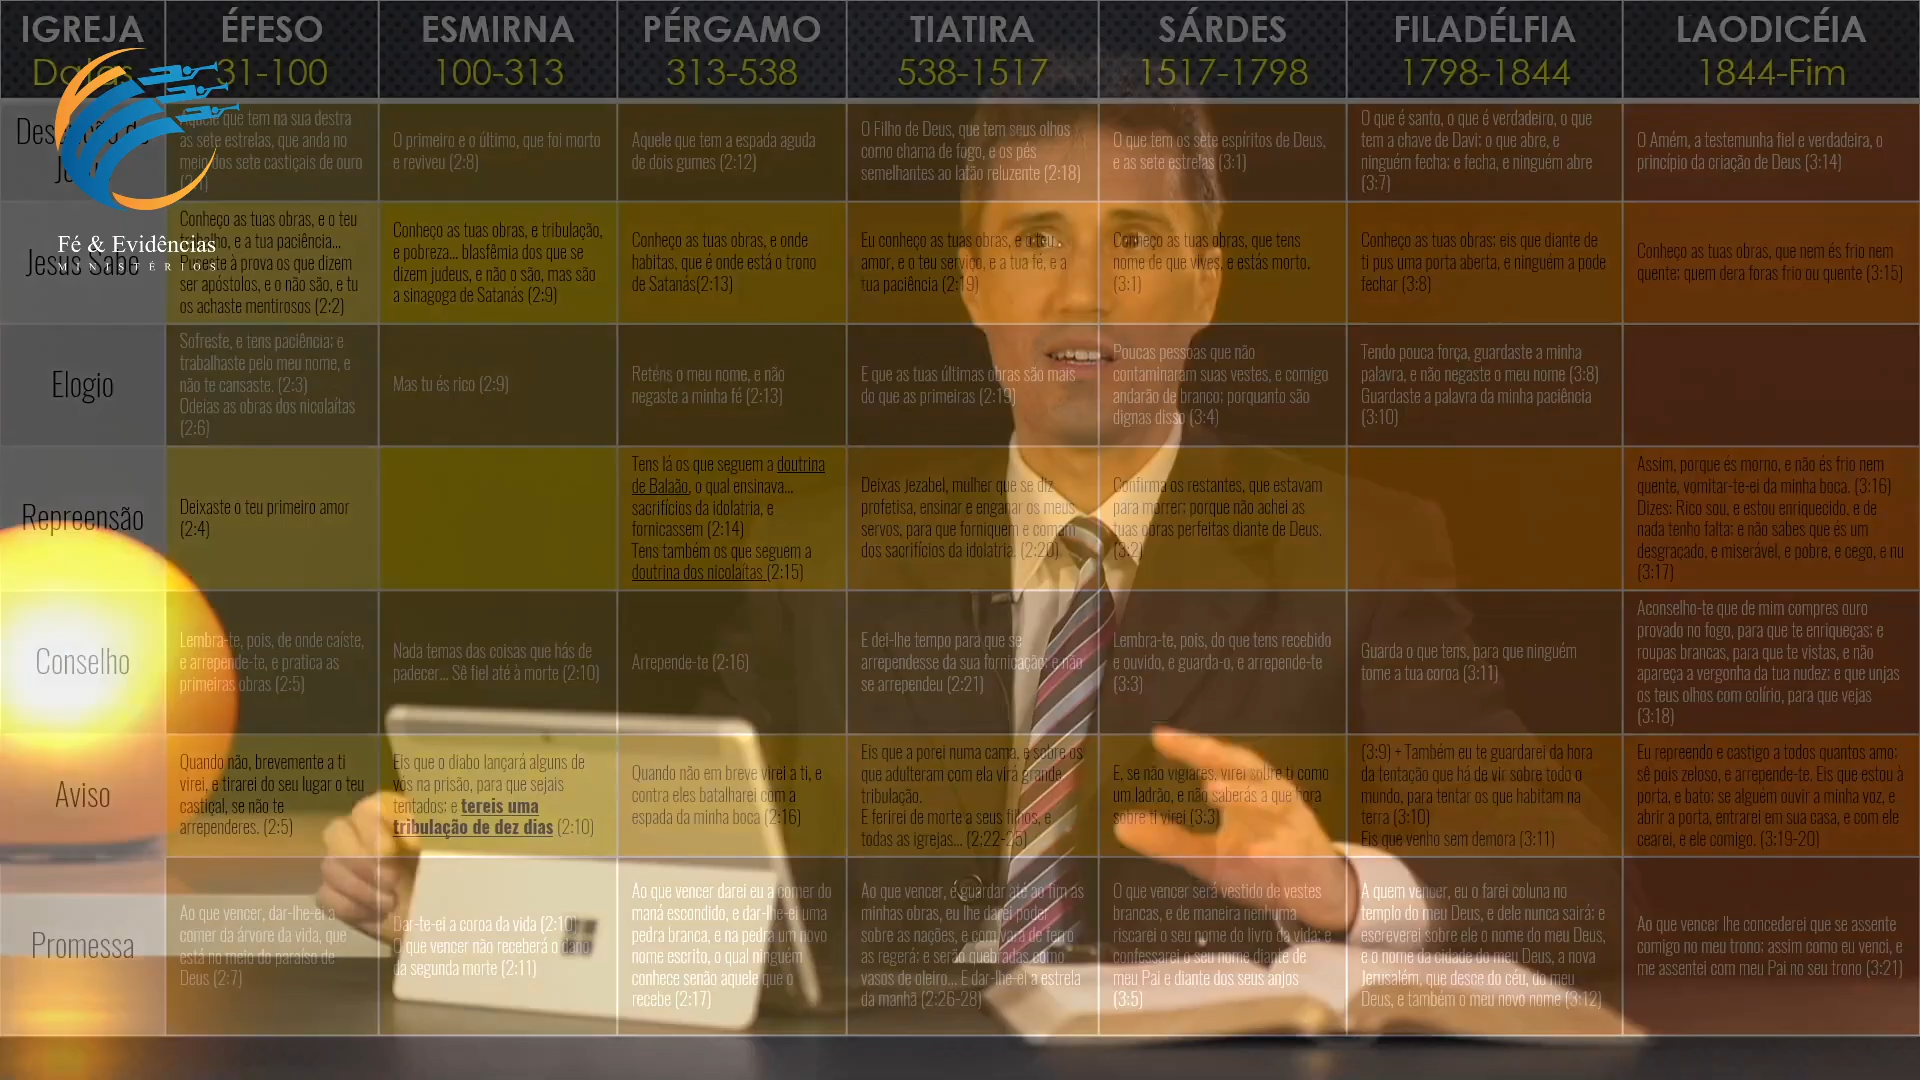 IGREJA ÉFESO ESMIRNA PÉRGAMO TIATIRA SÁRDES FILADÉLFIA LAODICÉIA
Datas 31-100 100-313 313-538 538-1517 1517-1798 1798-1844 1844-Fim
Aquele que tem na sua destra
as sete estrelas, que anda no
meio dos sete castiçais de ouro
O primeiro e o último, que foi morto
e reviveu (2:8)
Aquele que tem a espada aguda
de dois gumes (2:12)
O Filho de Deus, que tem seus olhos
como chama de fogo, e os pés
semelhantes ao latão reluzente (2:18)
O que tem os sete espíritos de Deus,
e as sete estrelas (3:1)
O que é santo, o que é verdadeiro, o que
tem a chave de Davi; o que abre, e
ninguém fecha; e fecha, e ninguém abre
(3:7)
O Amém, a testemunha fiel e verdadeira, o
princípio da criação de Deus (3:14)
Fé & Evidências
MINISTÉRIOS
Jesus Sabe
Conheço as tuas obras, e o teu
trabalho, e a tua paciência...
Puseste à prova os que dizem
ser apóstolos, e o não são, e tu
os achaste mentirosos (2:2)
Conheço as tuas obras, e tribulação,
e pobreza... blasfêmia dos que se
dizem judeus, e não o são, mas são
a sinagoga de Satanás (2:9)
Conheço as tuas obras, e onde
habitas, que é onde está o trono
de Satanás(2:13)
Eu conheço as tuas obras, e o teu
amor, e o teu serviço, e a tua fé, e a
tua paciência (2:19)
Conheço as tuas obras, que tens
nome de que vives, e estás morto.
(3:1)
Conheço as tuas obras; eis que diante de
ti pus uma porta aberta, e ninguém a pode
fechar (3:8)
Conheço as tuas obras, que nem és frio nem
quente: quem dera foras frio ou quente (3:15)
Elogio
Sofreste, e tens paciência; e
trabalhaste pelo meu nome, e
não te cansaste. (2:3)
Odeias as obras dos nicolaítas
(2:6)
Mas tu és rico (2:9)
Reténs o meu nome, e não
negaste a minha fé (2:13)
E que as tuas últimas obras são mais
do que as primeiras (2:19)
Poucas pessoas que não
contaminaram suas vestes, e comigo
andarão de branco; porquanto são
dignas disso (3:4)
Tendo pouca força, guardaste a minha
palavra, e não negaste o meu nome (3:8)
Guardaste a palavra da minha paciência
(3:10)
Repreensão
Deixaste o teu primeiro amor
(2:4)
Tens lá os que seguem a doutrina
de Balaão, o qual ensinava...
sacrifícios da idolatria, e
fornicassem (2:14)
Tens também os que seguem a
doutrina dos nicolaítas (2:15)
Deixas Jezabel, mulher que se diz
profetisa, ensinar e enganar os meus
servos, para que forniquem e comam
dos sacrifícios da idolatria. (2:20)
Confirma os restantes, que estavam
para morrer; porque não achei as
tuas obras perfeitas diante de Deus.
(3:2)
Assim, porque és morno, e não és frio nem
quente, vomitar-te-ei da minha boca. (3:16)
Dizes: Rico sou, e estou enriquecido, e de
nada tenho falta; e não sabes que és um
desgraçado, e miserável, e pobre, e cego, e nu
(3:17)
Conselho
Lembra-te, pois, de onde caíste,
e arrepende-te, e pratica as
primeiras obras (2:5)
Nada temas das coisas que hás de
padecer... Sê fiel até à morte (2:10)
Arrepende-te (2:16)
E dei-lhe tempo para que se
arrependesse da sua fornicação; e não
se arrependeu (2:21)
Lembra-te, pois, do que tens recebido
e ouvido, e guarda-o, e arrepende-te
(3:3)
Guarda o que tens, para que ninguém
tome a tua coroa (3:11)
Aconselho-te que de mim compres ouro
provado no fogo, para que te enriqueças; e
roupas brancas, para que te vistas, e não
apareça a vergonha da tua nudez; e que unjas
os teus olhos com colírio, para que vejas
(3:18)
Aviso
Quando não, brevemente a ti
virei, e tirarei do seu lugar o teu
castiçal, se não te
arrependeres. (2:5)
Eis que o diabo lançará alguns de
vós na prisão, para que sejais
tentados; e tereis uma
tribulação de dez dias (2:10)
Quando não em breve virei a ti, e
contra eles batalharei com a
espada da minha boca (2:16)
Eis que a porei numa cama, e sobre os
que adulteram com ela virá grande
tribulação.
E ferirei de morte a seus filhos, e
todas as igrejas... (2:22-23)
E, se não vigiares, virei sobre ti como
um ladrão, e não saberás a que hora
sobre ti virei (3:3)
(3:9) + Também eu te guardarei da hora
da tentação que há de vir sobre todo o
mundo, para tentar os que habitam na
terra (3:10)
Eis que venho sem demora (3:11)
Eu repreendo e castigo a todos quantos amo;
sê pois zeloso, e arrepende-te. Eis que estou à
porta, e bato; se alguém ouvir a minha voz, e
abrir a porta, entrarei em sua casa, e com ele
cearei, e ele comigo. (3:19-20)
Promessa
Ao que vencer, dar-lhe-ei a
comer da árvore da vida, que
está no meio do paraíso de
Deus (2:7)
Dar-te-ei a coroa da vida (2:10)
O que vencer não receberá o dano
da segunda morte (2:11)
Ao que vencer darei eu a comer do
maná escondido, e dar-lhe-ei uma
pedra branca, e na pedra um novo
nome escrito, o qual ninguém
conhece senão aquele que o
recebe (2:17)
Ao que vencer, e guardar até ao fim as
minhas obras, eu lhe darei poder
sobre as nações, e com vara de ferro
as regerá; e serão quebradas como
vasos de oleiro... E dar-lhe-ei a estrela
da manhã (2:26-28)
O que vencer será vestido de vestes
brancas, e de maneira nenhuma
riscarei o seu nome do livro da vida; e
confessarei o seu nome diante de
meu Pai e diante dos seus anjos
(3:5)
A quem vencer, eu o farei coluna no
templo do meu Deus, e dele nunca sairá; e
escreverei sobre ele o nome do meu Deus,
e o nome da cidade do meu Deus, a nova
Jerusalém, que desce do céu, do meu
Deus, e também o meu novo nome (3:12)
Ao que vencer lhe concederei que se assente
comigo no meu trono; assim como eu venci, e
me assentei com meu Pai no seu trono (3:21)